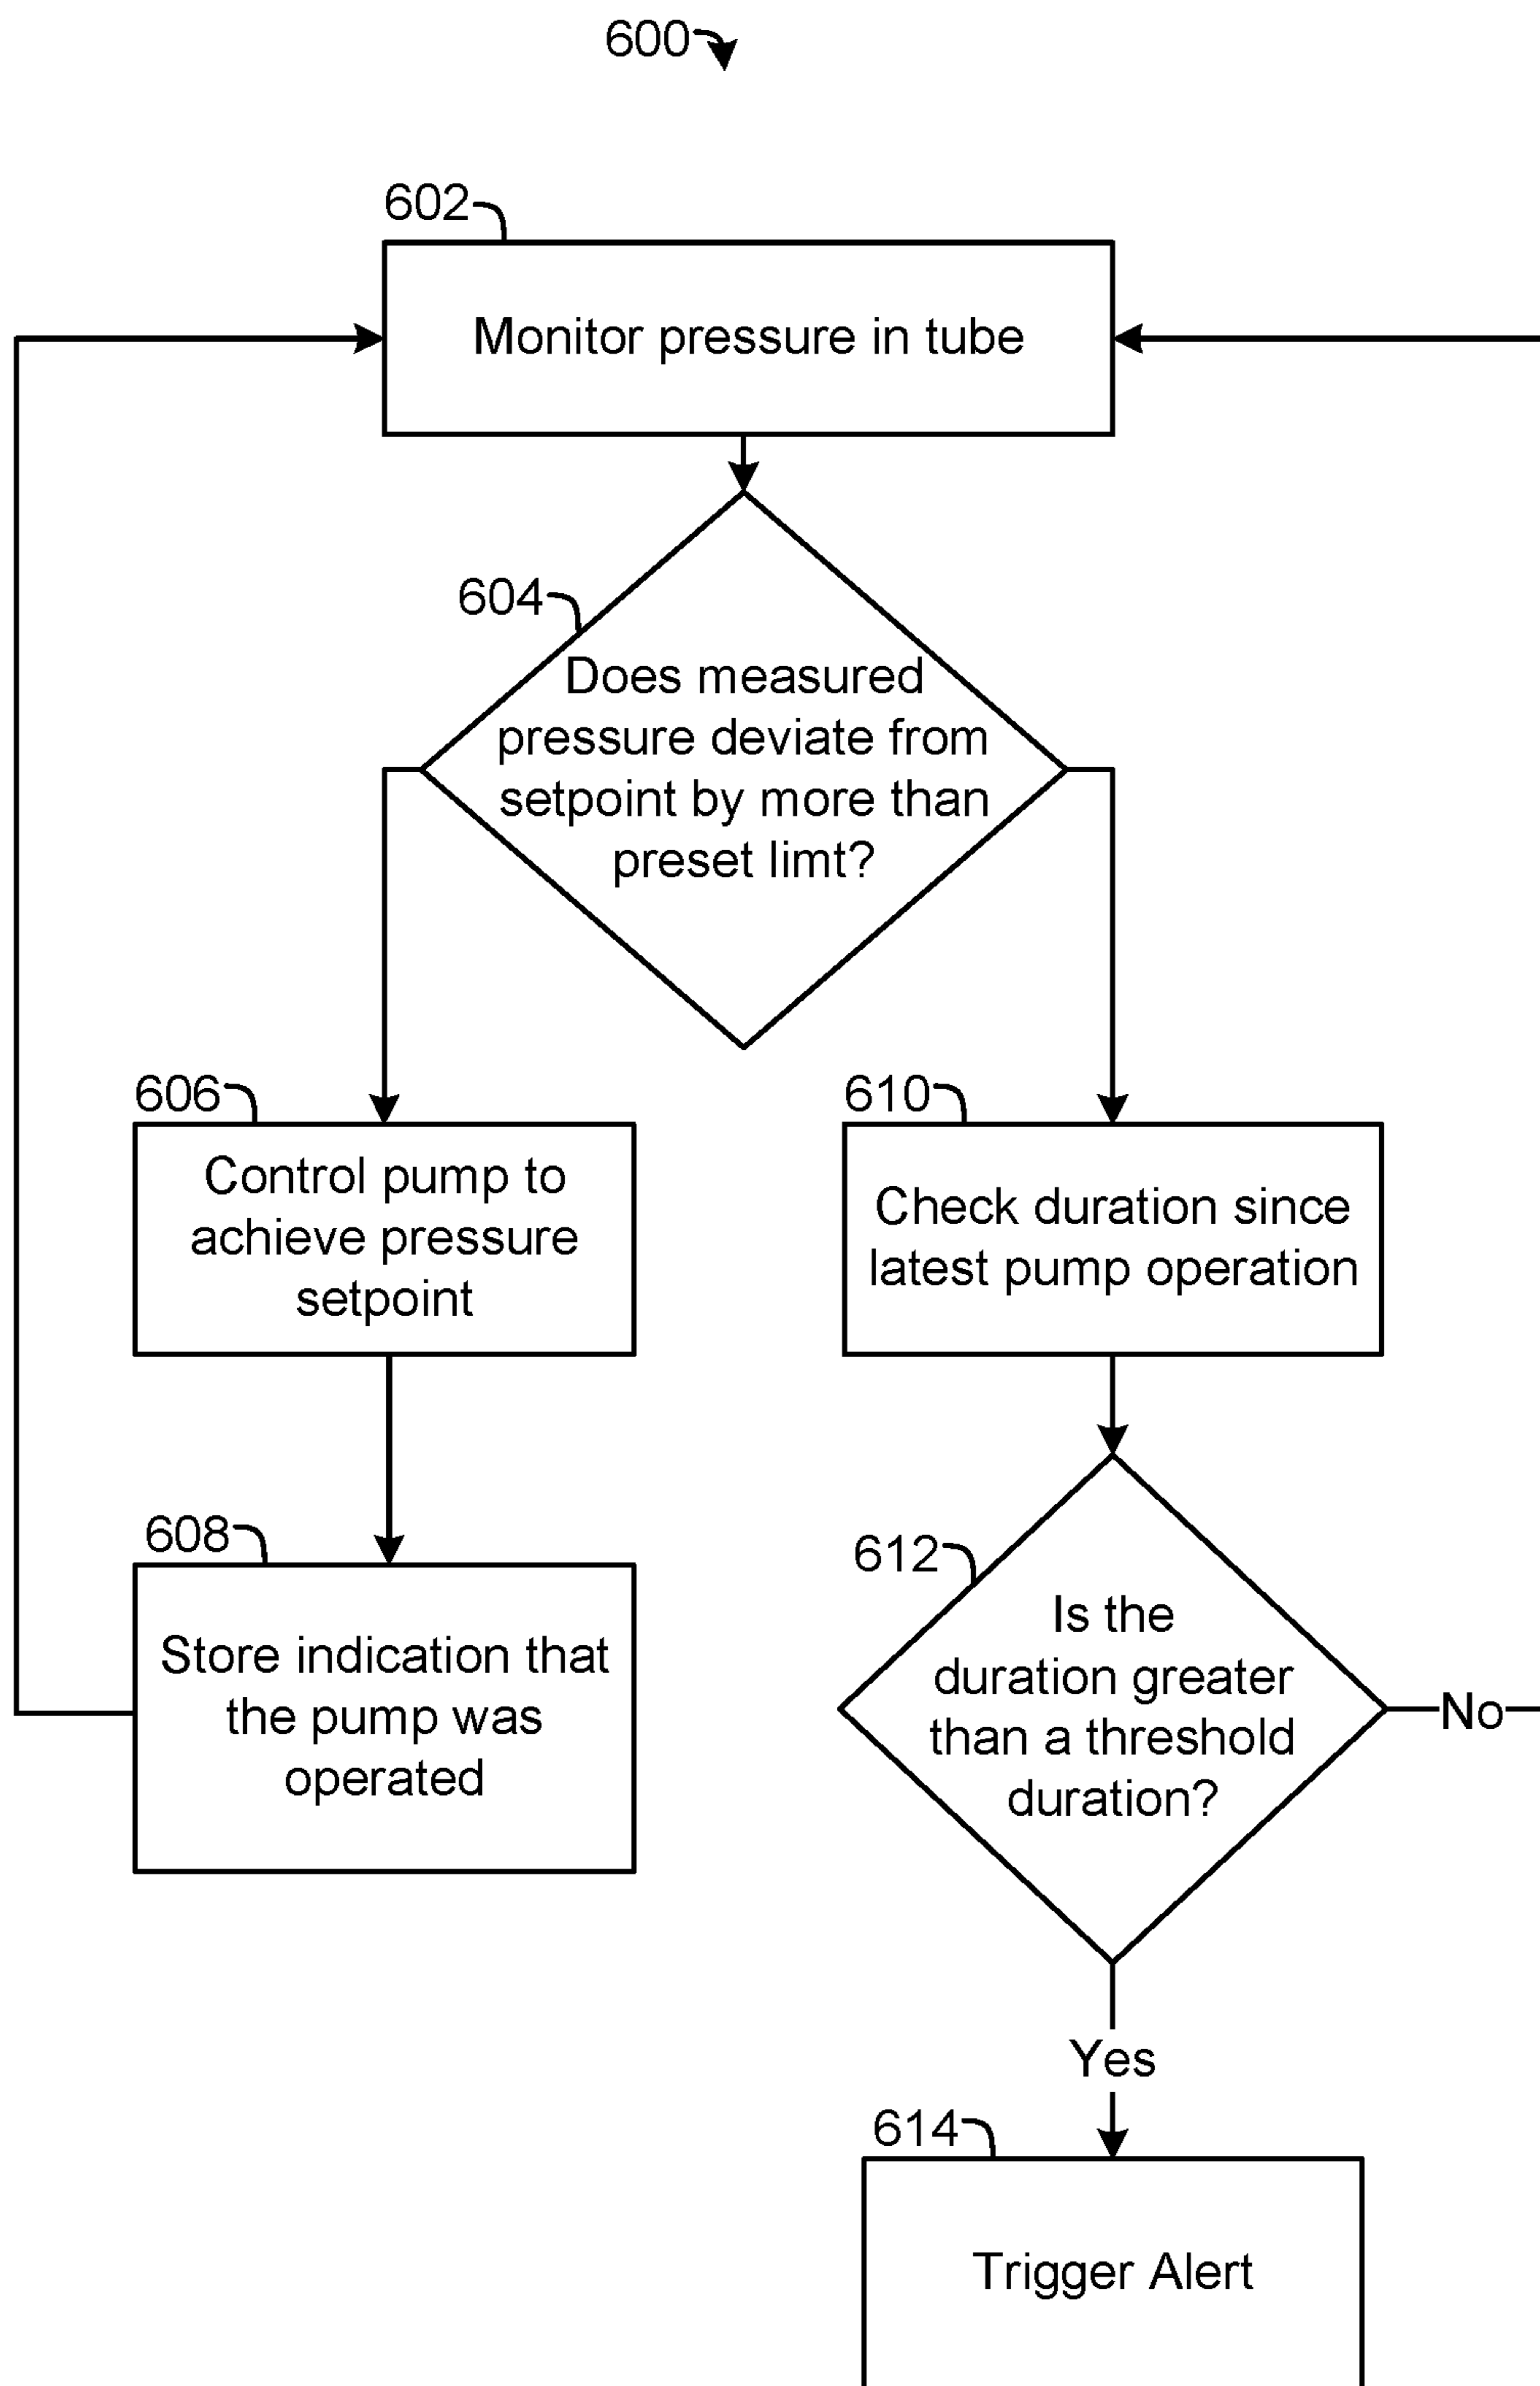 600
602
Monitor pressure in tube
604
Does measured
pressure deviate from
setpoint by more than
preset limt?
606
Control pump to
achieve pressure
setpoint
610
Check duration since
latest pump operation
608
Store indication that
the pump was
operated
612
Is the
duration greater
than a threshold
duration?
No
Yes
614
Trigger Alert